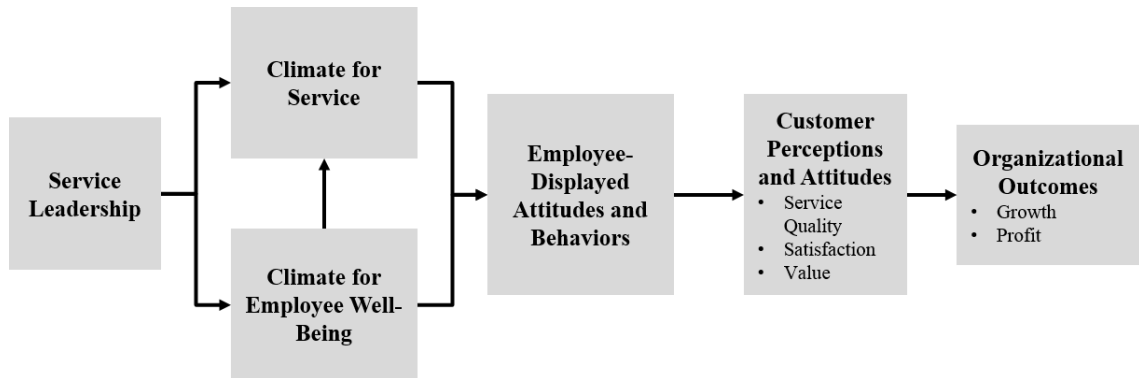 Service
Leadership
Climate for
Service
Climate for
Employee Well-
Being
Employee-
Displayed
Attitudes and
Behaviors
Customer
Perceptions
and Attitudes
• Service
Quality
• Satisfaction
• Value
Organizational
Outcomes
• Growth
• Profit